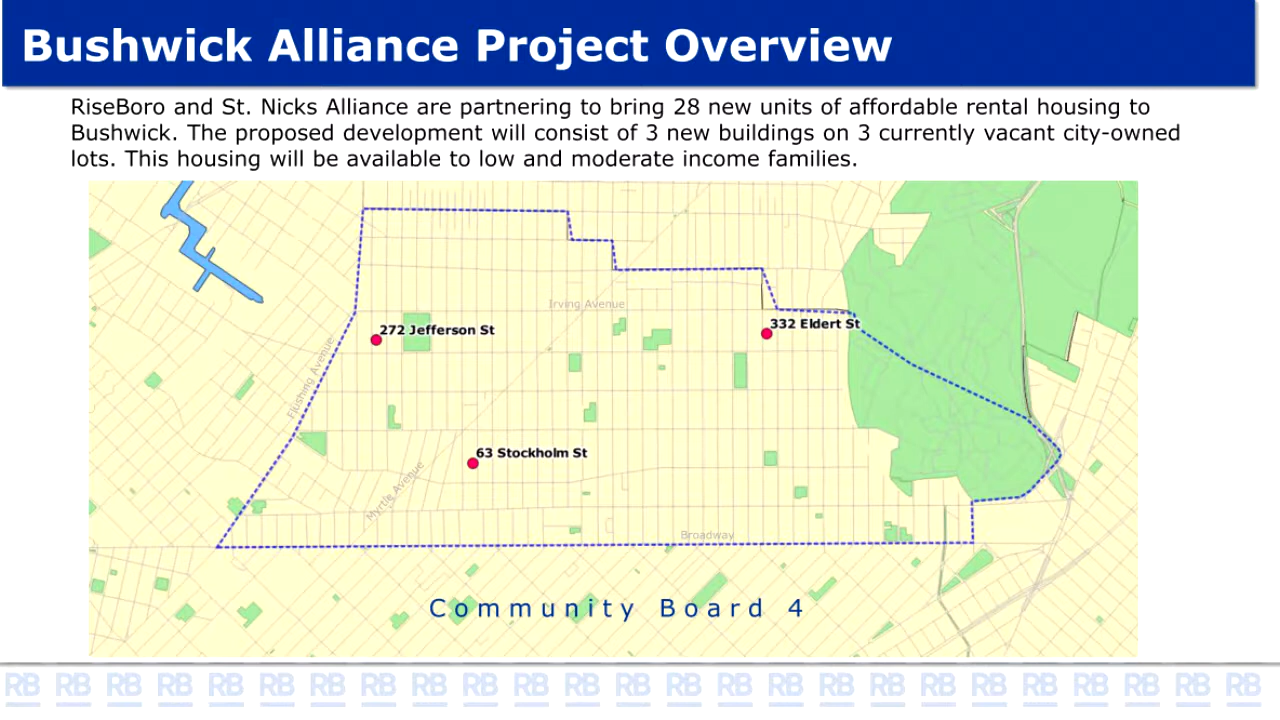 Bushwick Alliance Project Overview
RiseBoro and St. Nicks Alliance are partnering to bring 28 new units of affordable rental housing to
Bushwick. The proposed development will consist of 3 new buildings on 3 currently vacant city-owned
lots. This housing will be available to low and moderate income families.
Irving Avenue
332 Eldert St
272 Jefferson St
Flushing Avenue
63 Stockholm St
Myrtle Avenue
Broadway
Community Board 4
RB RB RB RB RB RB RB RB RB RB RB RB RB RB RB RB RB RB RB RB RB RB RB RB RB